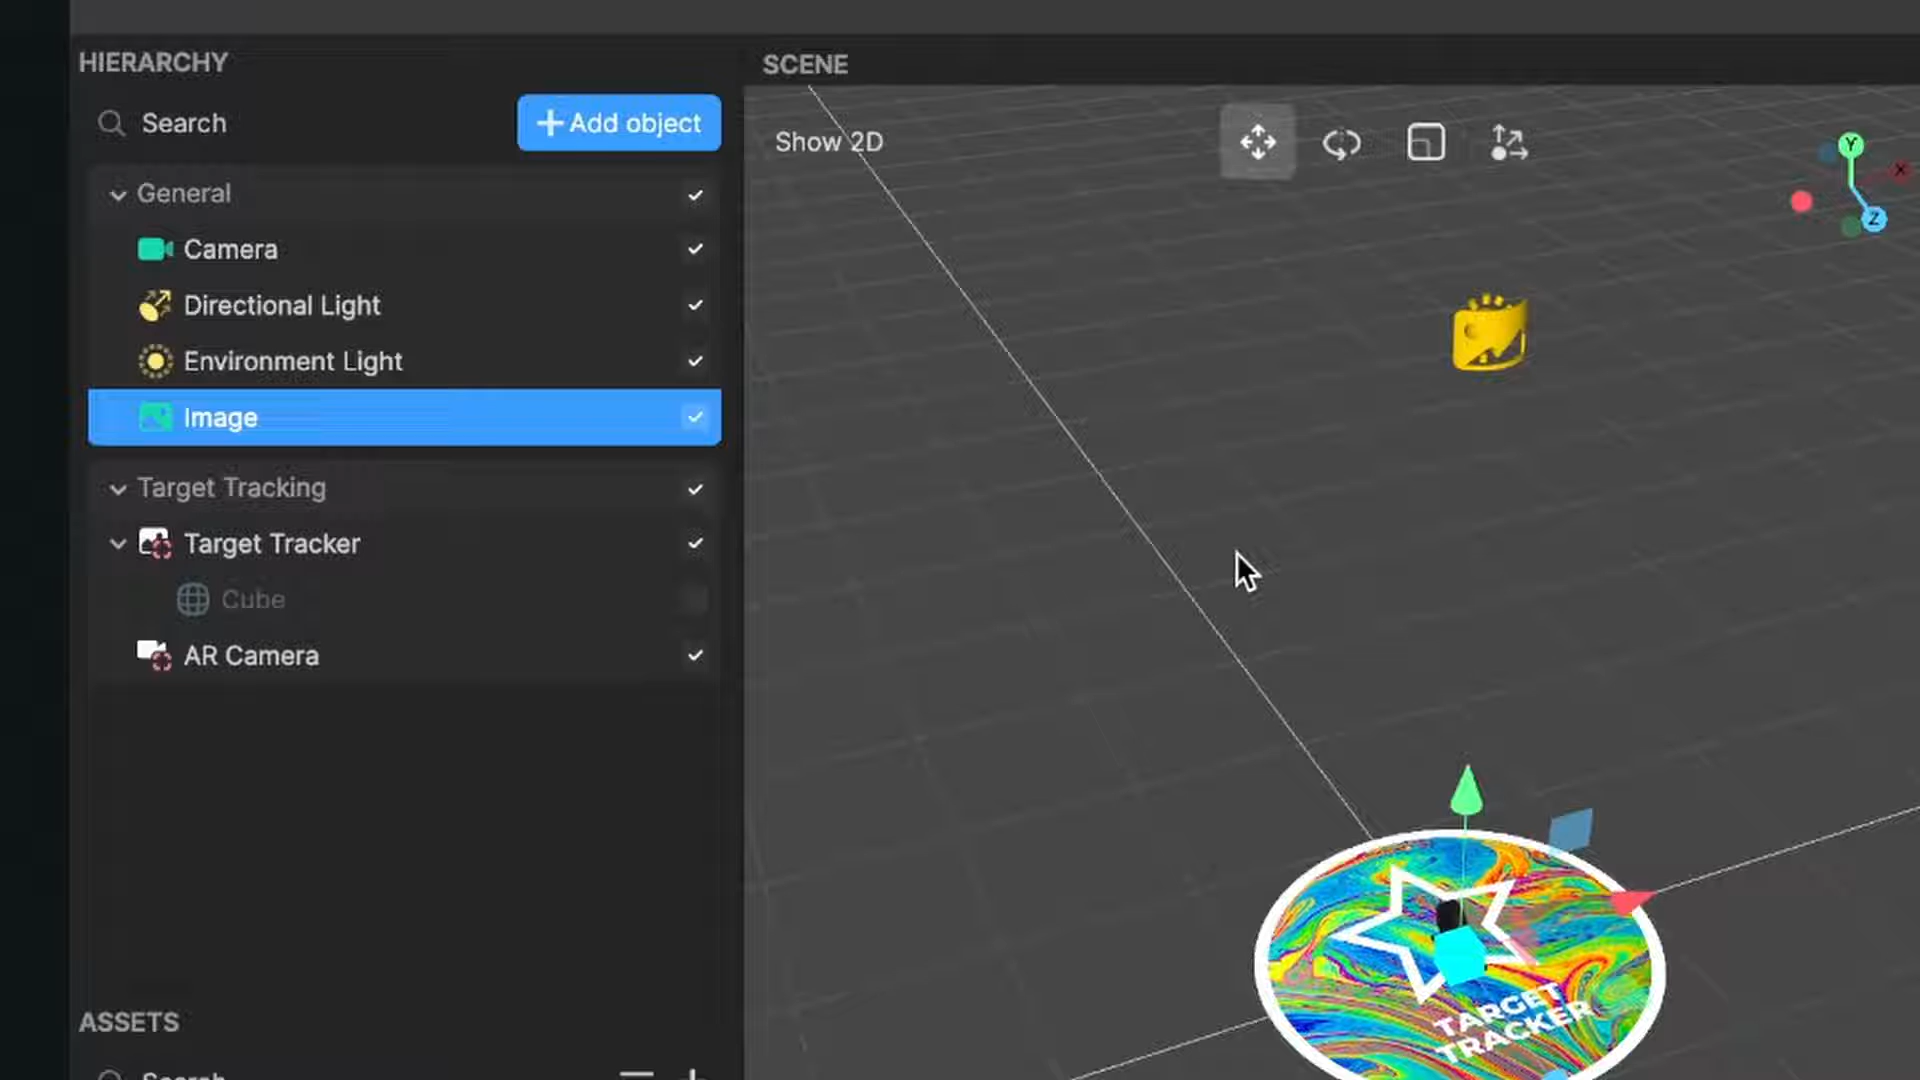 HIERARCHY
Search
Add object
General
Camera
Directional Light
Environment Light
Image
Target Tracking
Target Tracker
Cube
AR Camera
ASSETS
Search
SCENE
Show 2D
Y
X
Z
TARGET
TRACKER